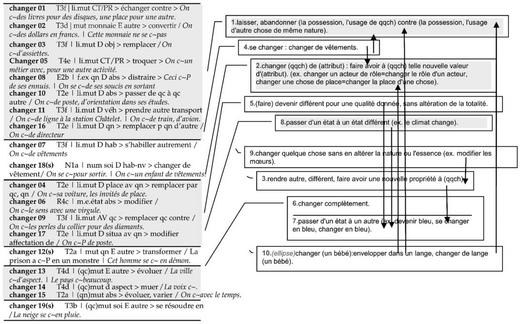 changer 01 T3d | li.mut CT/PR > échanger contre > On c~des livres pour des disques, une place pour une autre.
changer 02 T3d | mut monnaie E autre > convertir / On c~des dollars en francs. | Cette monnaie ne se c~pas
changer 03 T3f | li.mut D obj > remplacer / On c~d'assiettes.
Changer 05 T4e | li.mut CT/PR > troquer > On c~un métier avec, pour une autre activité.
changer 08 E2b | f.ex qn D abs > distraire > Ceci c~P de ses ennuis. On se c~de ses soucis en sortant
changer 10 T2e | li.mut D abs > passer de qc à qc autre / On c~de poste, d'orientation dans ses études.
changer 11 T3f | li.mut D véh > prendre autre transport / On c~de ligne à la station Châtelet. | On c~de train, d'avion.
changer 16 T2e | li.mut D qn > remplacer p qn d'autre / On c~de directeur
changer 07 T3f | li.mut D hab > s'habiller autrement / On c~de vêtements
changer 18(s) N1a | num soi D hab-nv > changer de vêtement/ On se c~pour sortir. | On c~un enfant de vêtements.
changer 04 T2e | li.mut D place av qn > remplacer par qc, qn / On c~sa voiture, les invités de place.
changer 06 R4c | m.e.état abs > modifier / On c~le sens avec une virgule.
changer 09 T3f | li.mut AV qc > remplacer qc contre / On c~les perles du collier pour des diamants.
changer 17 T2e | li.mut D situa av qn > modifier affectation de / On c~P de poste.
changer 12(s) T2a | mut qn E autre > transformer / La prison a c~P en un monstre | Cet homme se c~ en démon.
changer 13 T4d | (qc)mut E autre > évoluer / La ville c~d'aspect. | Le pays c~beaucoup.
changer 14 T4d | (qc)mut d aspect > muer / La voix c~.
changer 15 T2a | (qc)mut abs > évoluer, varier / On c~avec le temps.
changer 19(s) T3b | (qc)mut soi E autre > se résoudre en / La neige se c~en pluie.
1.laisser, abandonner (la possession, l'usage de qqch) contre (la possession, l'usage d'autre chose de même nature).
4.se changer : changer de vêtements.
2.changer (qqch) de (attribut) : faire avoir à (qqch) telle nouvelle valeur d'(attribut). (ex. changer un acteur de rôle=changer le rôle d'un acteur, changer une chose de place=changer la place d'une chose).
5.(faire) devenir différent pour une qualité donnée, sans altération de la totalité.
8.passer d'un état à un état différent (ex. le climat change).
9.changer quelque chose sans en altérer la nature ou l'essence (ex. modifier les mœurs).
3.rendre autre, différent, faire avoir une nouvelle propriété à (qqch)
6.changer complètement.
7.passer d'un état à un autre (ex. devenir bleu, se changer en bleu, changer en bleu).
10.(ellipse)changer (un bébé):envelopper dans un lange, changer de lange (un bébé).